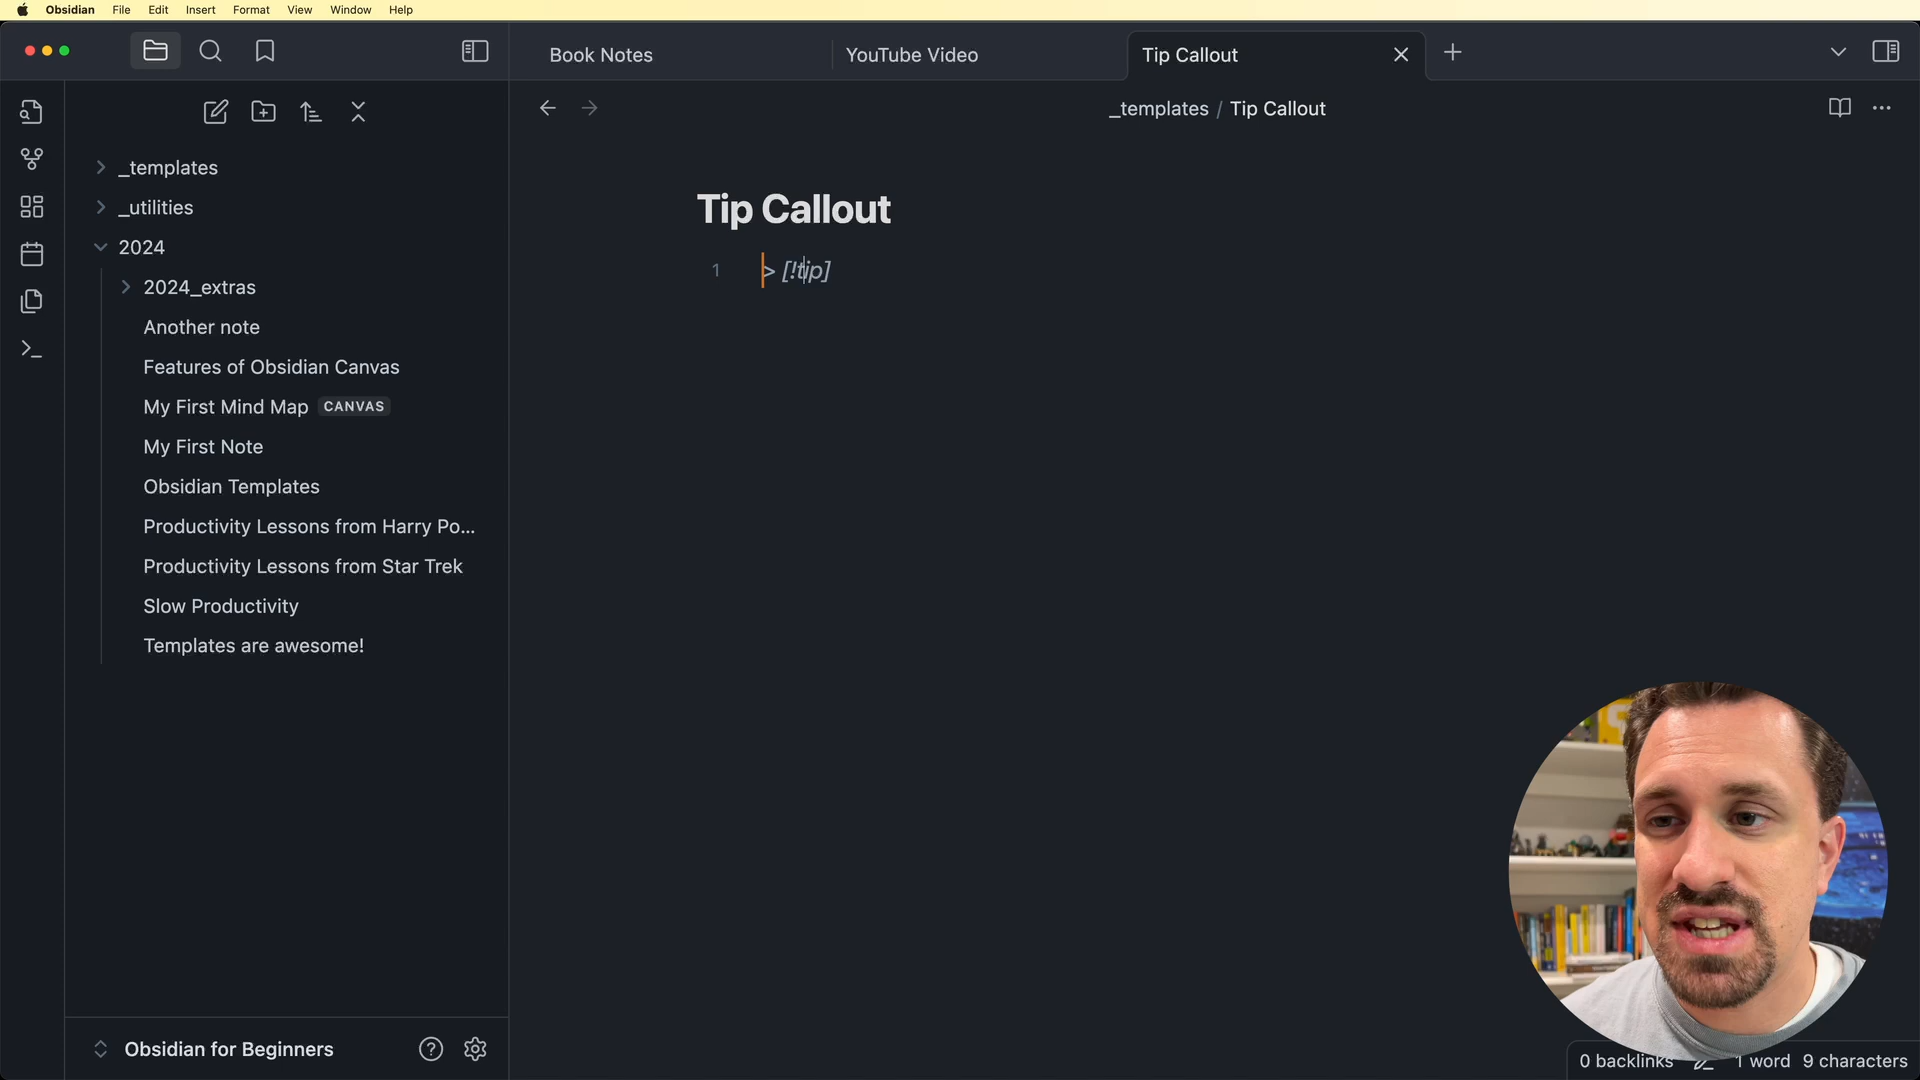 Obsidian File Edit Insert Format View Window Help
Book Notes
YouTube Video
Tip Callout
_templates / Tip Callout
_templates
_utilities
2024
2024_extras
Another note
Features of Obsidian Canvas
My First Mind Map CANVAS
My First Note
Obsidian Templates
Productivity Lessons from Harry Po...
Productivity Lessons from Star Trek
Slow Productivity
Templates are awesome!
Obsidian for Beginners
Tip Callout
1 > [!tip]
0 backlinks 1 word 9 characters